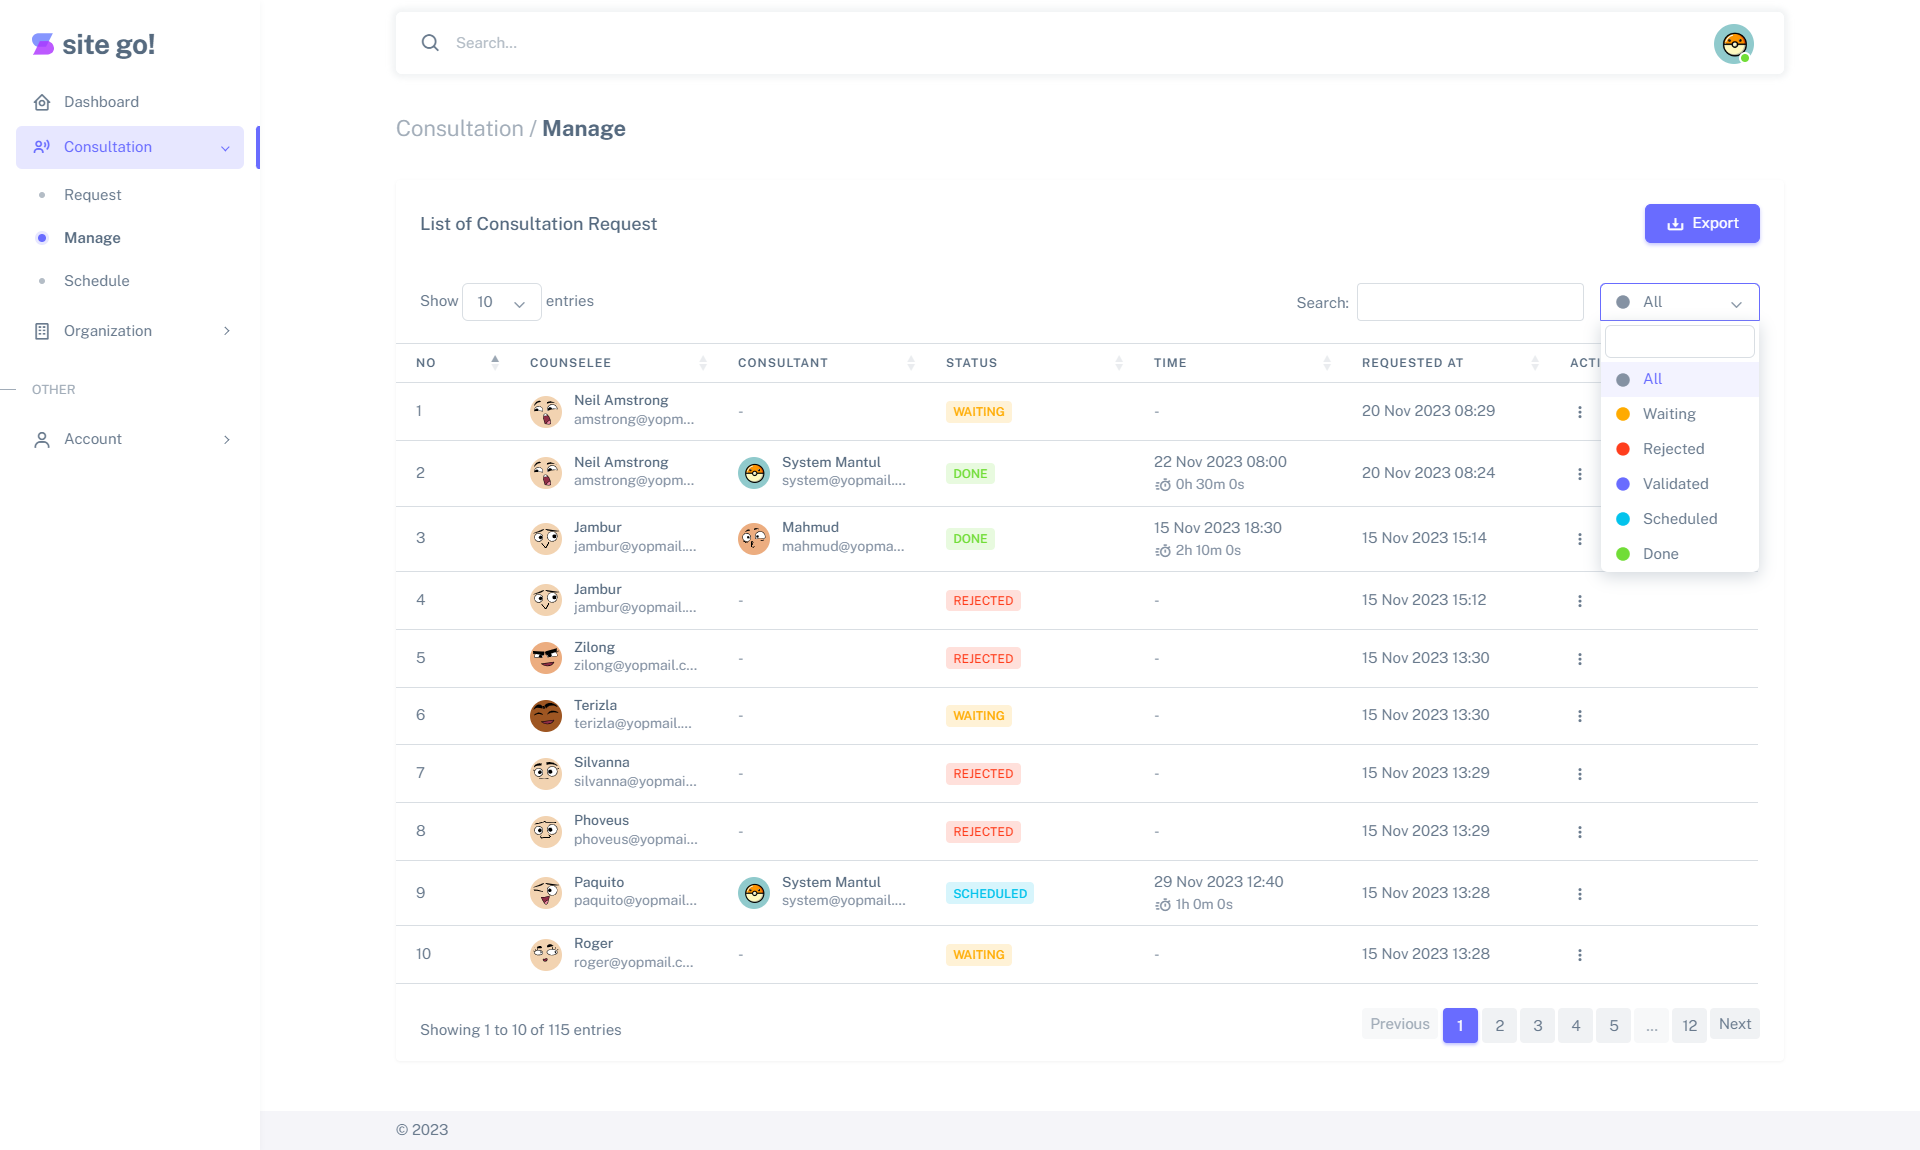 site go!
Search...
Dashboard
Consultation
Request
Manage
Schedule
Organization
OTHER
Account
Consultation / Manage
List of Consultation Request
Export
Show 10 entries
Search:
All
NO COUNSELEE CONSULTANT STATUS TIME REQUESTED AT ACTI
All
Waiting
Rejected
Validated
Scheduled
Done
1 Neil Amstrong - WAITING - 20 Nov 2023 08:29
amstrong@yopm...
2 Neil Amstrong System Mantul DONE 22 Nov 2023 08:00 20 Nov 2023 08:24
amstrong@yopm... system@yopmail.... 0h 30m 0s
3 Jambur Mahmud DONE 15 Nov 2023 18:30 15 Nov 2023 15:14
jambur@yopmail.... mahmud@yopma... 2h 10m 0s
4 Jambur - REJECTED - 15 Nov 2023 15:12
jambur@yopmail....
5 Zilong - REJECTED - 15 Nov 2023 13:30
zilong@yopmail.c...
6 Terizla - WAITING - 15 Nov 2023 13:30
terizla@yopmail....
7 Silvanna - REJECTED - 15 Nov 2023 13:29
silvanna@yopmai...
8 Phoveus - REJECTED - 15 Nov 2023 13:29
phoveus@yopmai...
9 Paquito System Mantul SCHEDULED 29 Nov 2023 12:40 15 Nov 2023 13:28
paquito@yopmail... system@yopmail.... 1h 0m 0s
10 Roger - WAITING - 15 Nov 2023 13:28
roger@yopmail.c...
Showing 1 to 10 of 115 entries
Previous 1 2 3 4 5 ... 12 Next
© 2023